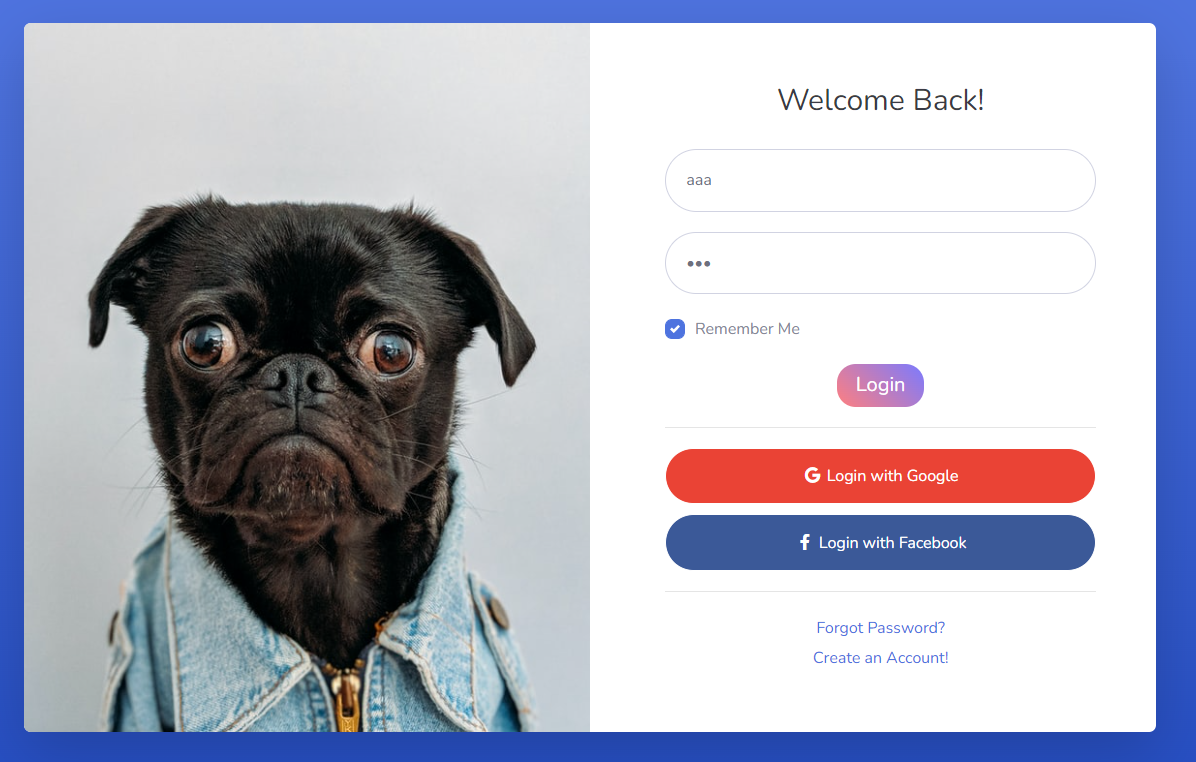 Welcome Back!
aaa
•••
Remember Me
Login
Login with Google
Login with Facebook
Forgot Password?
Create an Account!